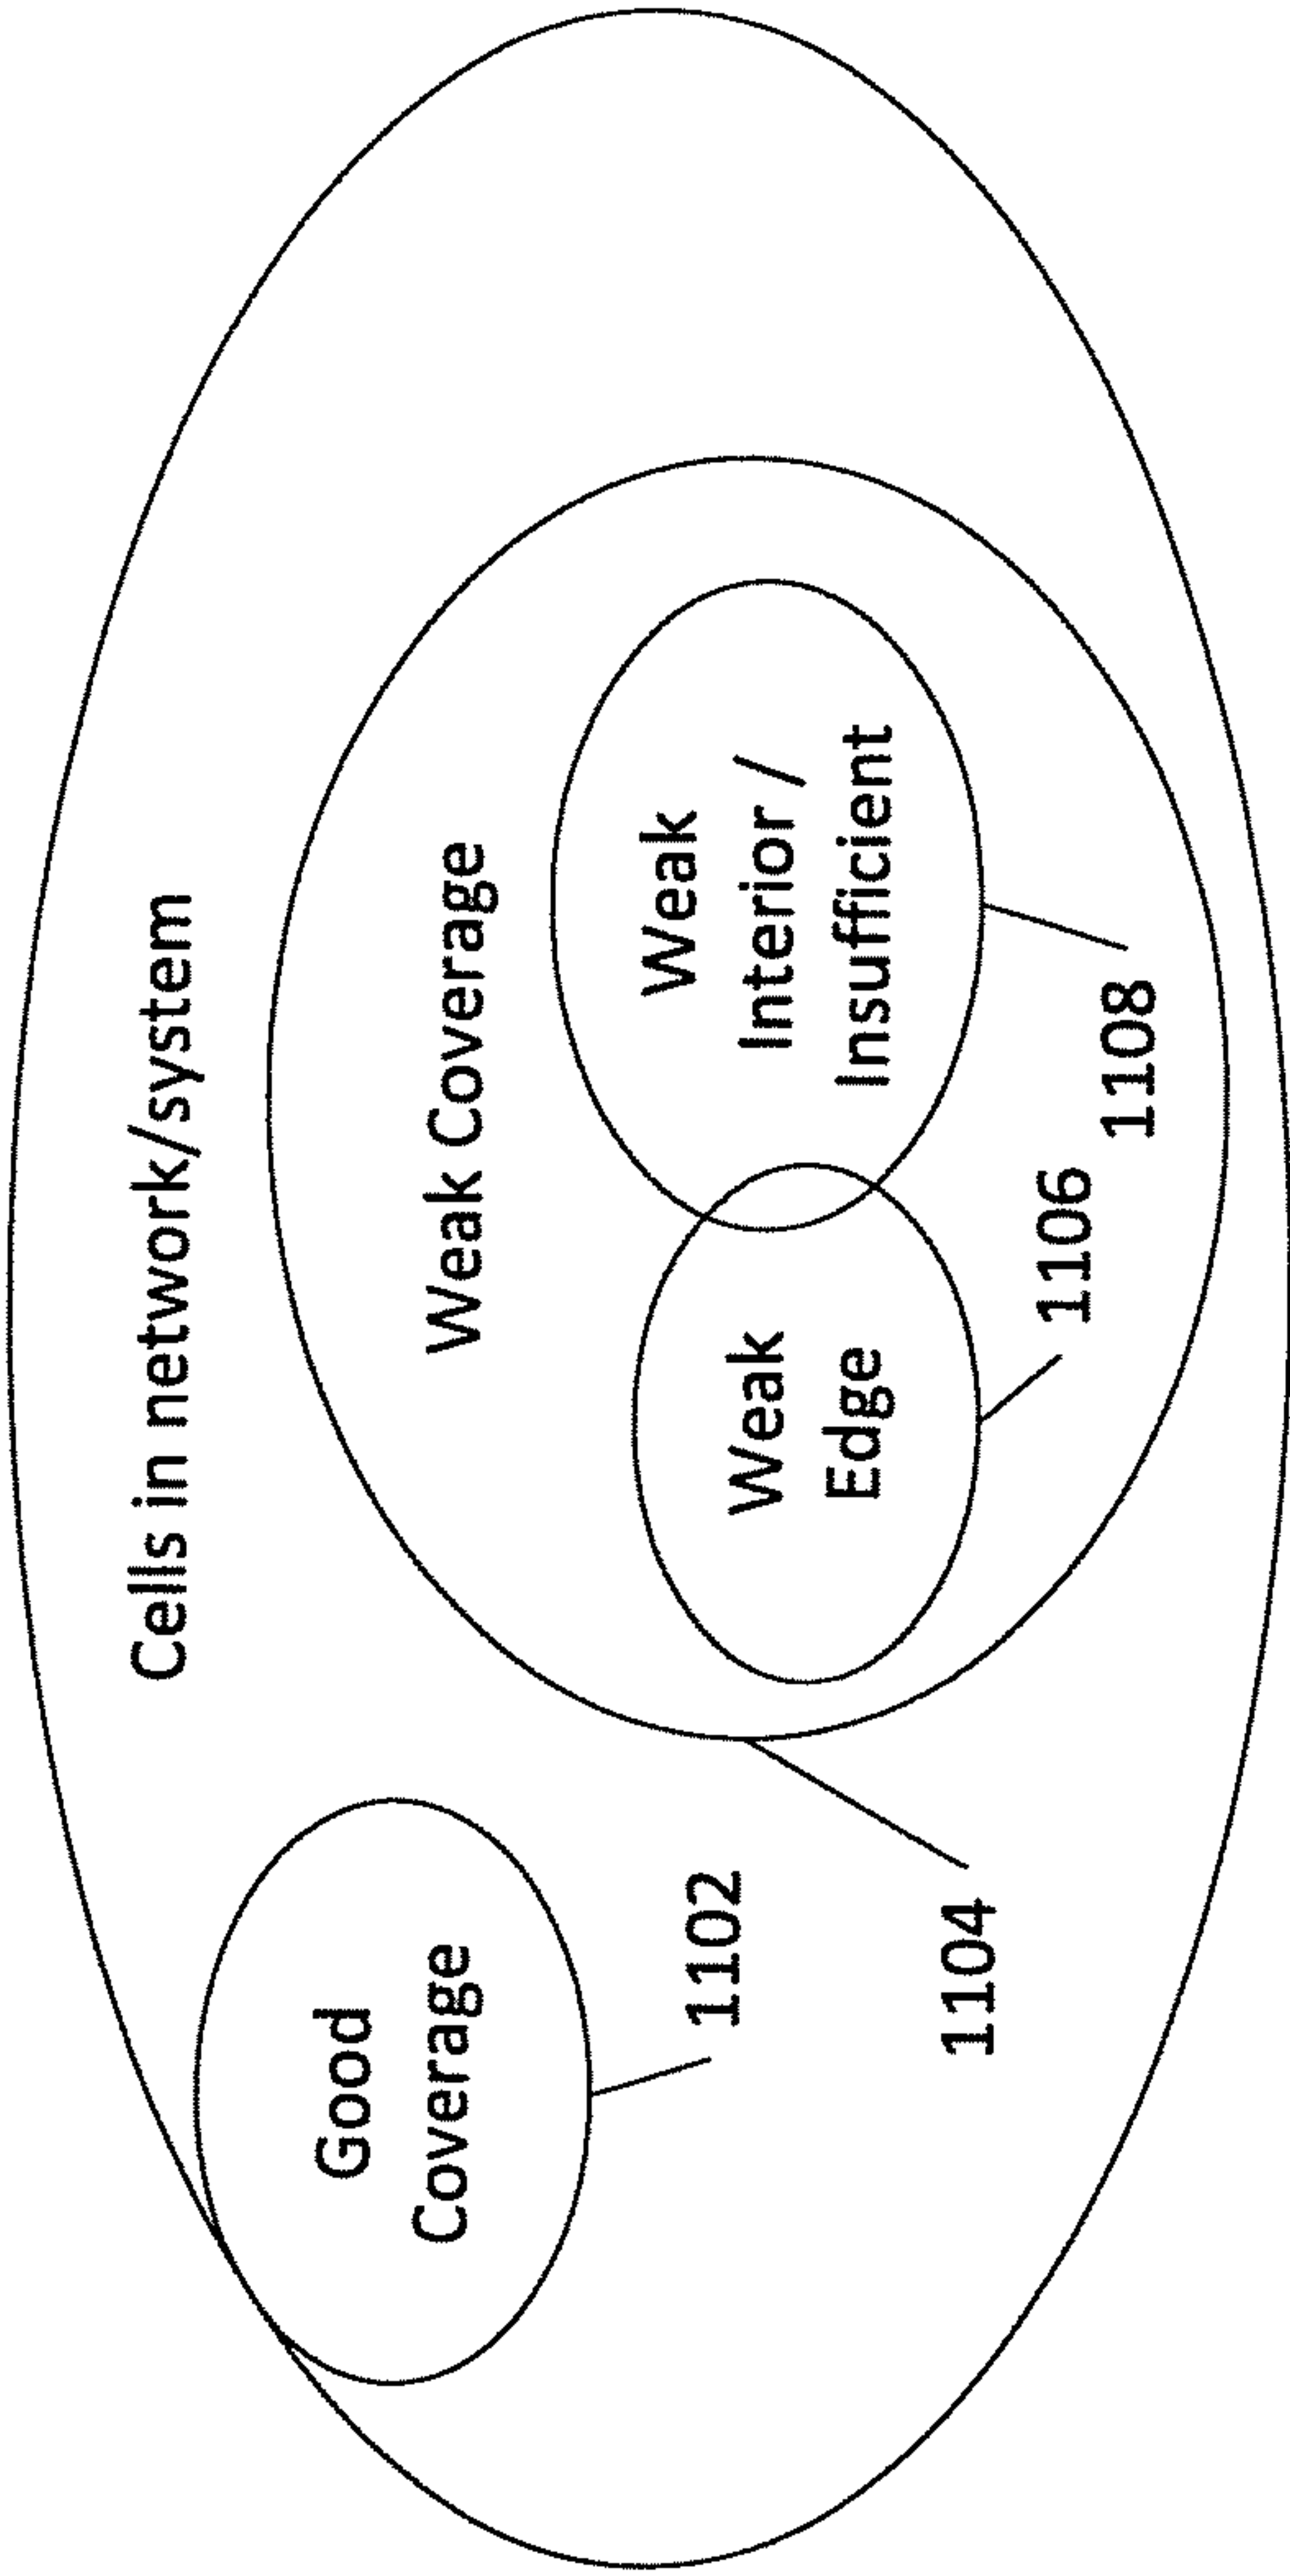 Cells in network/system
Good
Coverage
1102
1104
Weak Coverage
Weak
Edge
1106
Weak
Interior /
Insufficient
1108